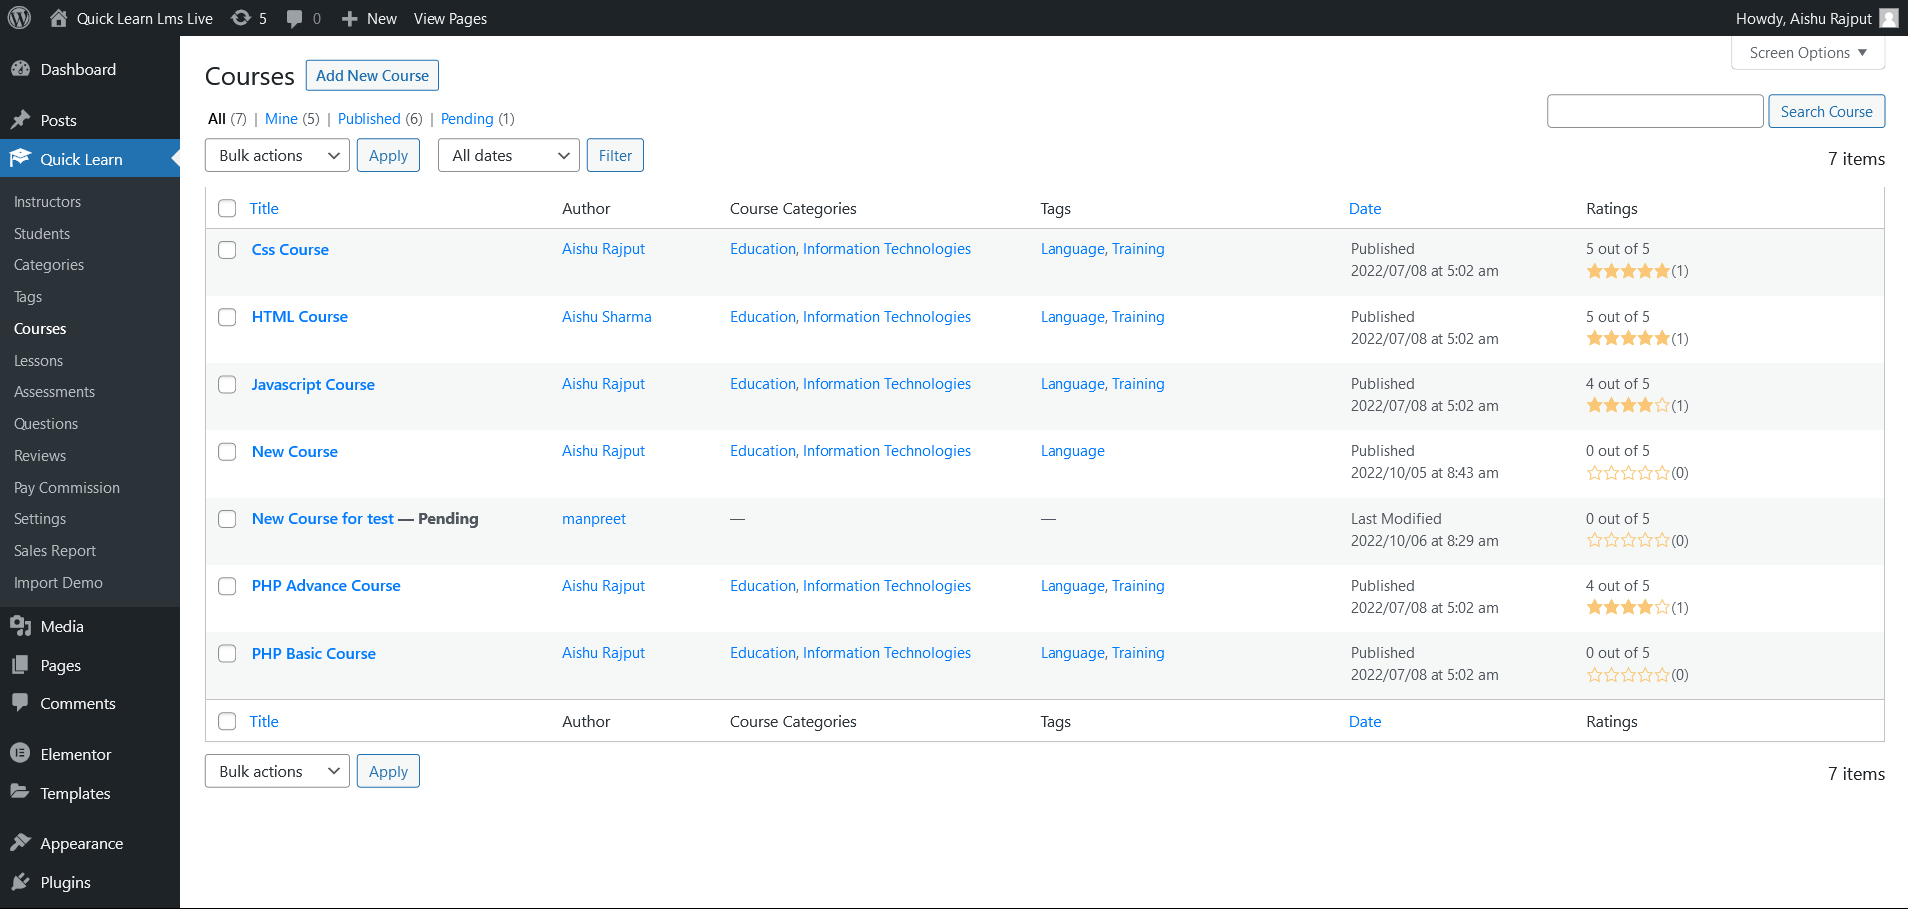 Quick Learn Lms Live 5 0 New View Pages Howdy, Aishu Rajput
Screen Options
Dashboard
Posts
Quick Learn
Instructors
Students
Categories
Tags
Courses
Lessons
Assessments
Questions
Reviews
Pay Commission
Settings
Sales Report
Import Demo
Media
Pages
Comments
Elementor
Templates
Appearance
Plugins
Courses Add New Course
All (7) | Mine (5) | Published (6) | Pending (1)
Search Course
Bulk actions Apply All dates Filter
7 items
Title Author Course Categories Tags Date Ratings
Css Course Aishu Rajput Education, Information Technologies Language, Training Published 5 out of 5
2022/07/08 at 5:02 am (1)
HTML Course Aishu Sharma Education, Information Technologies Language, Training Published 5 out of 5
2022/07/08 at 5:02 am (1)
Javascript Course Aishu Rajput Education, Information Technologies Language, Training Published 4 out of 5
2022/07/08 at 5:02 am (1)
New Course Aishu Rajput Education, Information Technologies Language Published 0 out of 5
2022/10/05 at 8:43 am (0)
New Course for test — Pending manpreet — — Last Modified 0 out of 5
2022/10/06 at 8:29 am (0)
PHP Advance Course Aishu Rajput Education, Information Technologies Language, Training Published 4 out of 5
2022/07/08 at 5:02 am (1)
PHP Basic Course Aishu Rajput Education, Information Technologies Language, Training Published 0 out of 5
2022/07/08 at 5:02 am (0)
Title Author Course Categories Tags Date Ratings
Bulk actions Apply
7 items